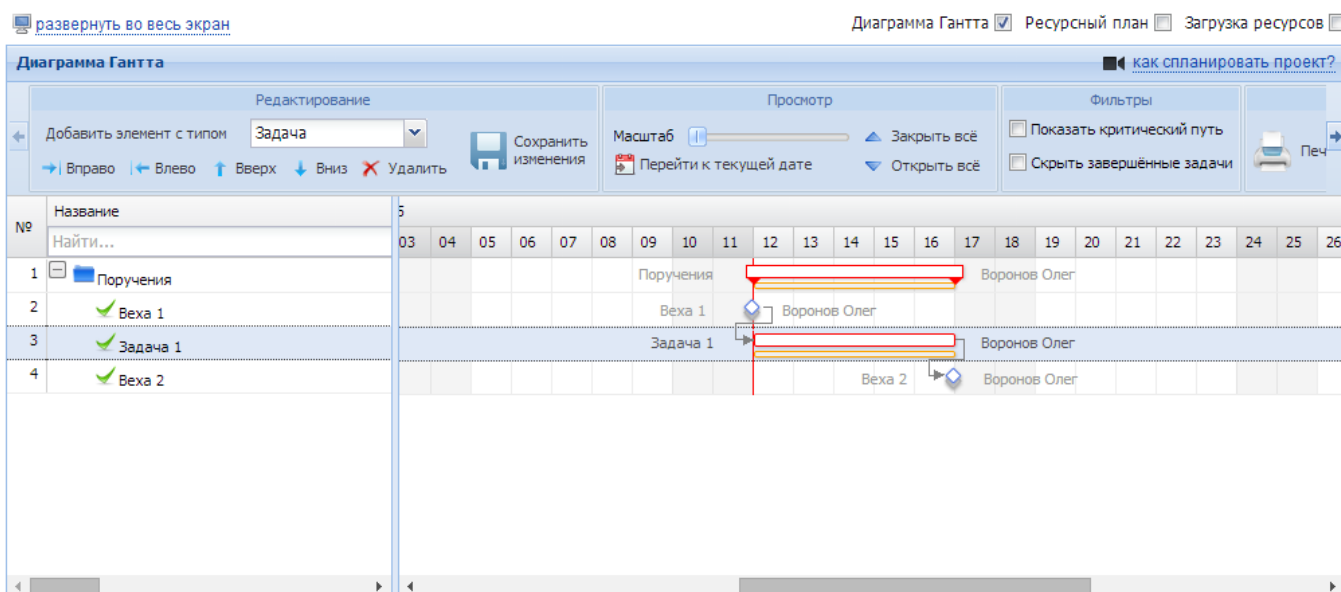 развернуть во весь экран
Диаграмма Гантта Ресурсный план Загрузка ресурсов
Диаграмма Гантта как спланировать проект?
Редактирование Просмотр Фильтры
Добавить элемент с типом Задача
Сохранить изменения
Масштаб Закрыть всё
Показать критический путь
Вправо Влево Вверх Вниз Удалить
Перейти к текущей дате Открыть всё
Скрыть завершённые задачи
Печ
№ Название 5
Найти... 03 04 05 06 07 08 09 10 11 12 13 14 15 16 17 18 19 20 21 22 23 24 25 26
1 Поручения Поручения Воронов Олег
2 Веха 1 Веха 1 Воронов Олег
3 Задача 1 Задача 1 Воронов Олег
4 Веха 2 Веха 2 Воронов Олег